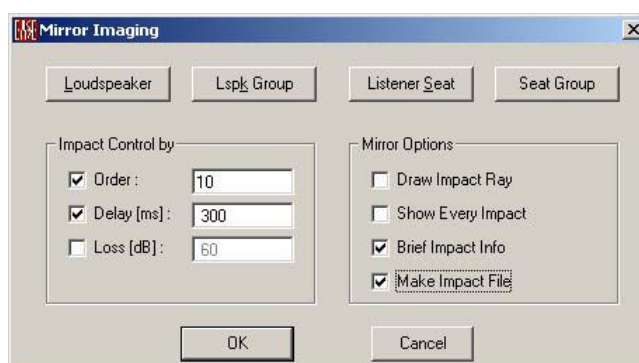 EASE Mirror Imaging
Loudspeaker Lspk Group Listener Seat Seat Group
Impact Control by Mirror Options
Order : 10 Draw Impact Ray
Delay [ms] : 300 Show Every Impact
Loss [dB] : 60 Brief Impact Info
Make Impact File
OK Cancel